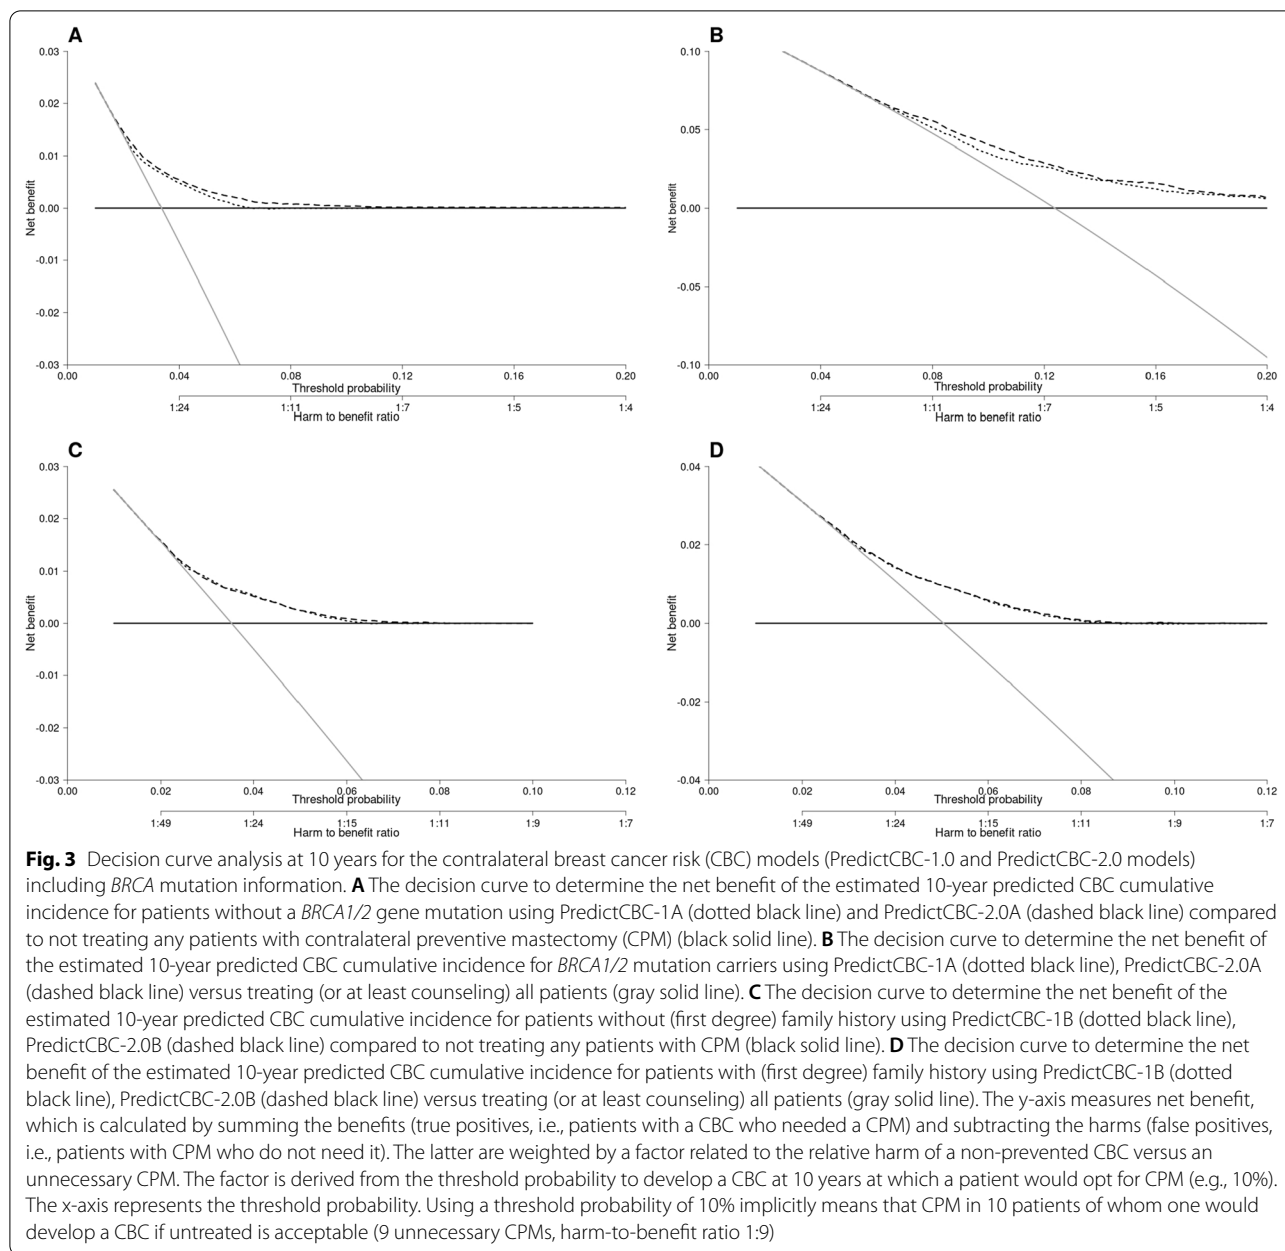 A
0.03
0.02
0.01
0.00
-0.01
-0.02
-0.03
Net benefit
0.00 0.04 0.08 0.12 0.16 0.20
Threshold probability
1:24 1:11 1:7 1:5 1:4
Harm to benefit ratio
B
0.10
0.05
0.00
-0.05
-0.10
Net benefit
0.00 0.04 0.08 0.12 0.16 0.20
Threshold probability
1:24 1:11 1:7 1:5 1:4
Harm to benefit ratio
C
0.03
0.02
0.01
0.00
-0.01
-0.02
-0.03
Net benefit
0.00 0.02 0.04 0.06 0.08 0.10 0.12
Threshold probability
1:49 1:24 1:15 1:11 1:9 1:7
Harm to benefit ratio
D
0.04
0.02
0.00
-0.02
-0.04
Net benefit
0.00 0.02 0.04 0.06 0.08 0.10 0.12
Threshold probability
1:49 1:24 1:15 1:11 1:9 1:7
Harm to benefit ratio
Fig. 3 Decision curve analysis at 10 years for the contralateral breast cancer risk (CBC) models (PredictCBC-1.0 and PredictCBC-2.0 models)
including BRCA mutation information. A The decision curve to determine the net benefit of the estimated 10-year predicted CBC cumulative
incidence for patients without a BRCA1/2 gene mutation using PredictCBC-1A (dotted black line) and PredictCBC-2.0A (dashed black line) compared
to not treating any patients with contralateral preventive mastectomy (CPM) (black solid line). B The decision curve to determine the net benefit of
the estimated 10-year predicted CBC cumulative incidence for BRCA1/2 mutation carriers using PredictCBC-1A (dotted black line), PredictCBC-2.0A
(dashed black line) versus treating (or at least counseling) all patients (gray solid line). C The decision curve to determine the net benefit of the
estimated 10-year predicted CBC cumulative incidence for patients without (first degree) family history using PredictCBC-1B (dotted black line),
PredictCBC-2.0B (dashed black line) compared to not treating any patients with CPM (black solid line). D The decision curve to determine the net
benefit of the estimated 10-year predicted CBC cumulative incidence for patients with (first degree) family history using PredictCBC-1B (dotted
black line), PredictCBC-2.0B (dashed black line) versus treating (or at least counseling) all patients (gray solid line). The y-axis measures net benefit,
which is calculated by summing the benefits (true positives, i.e., patients with a CBC who needed a CPM) and subtracting the harms (false positives,
i.e., patients with CPM who do not need it). The latter are weighted by a factor related to the relative harm of a non-prevented CBC versus an
unnecessary CPM. The factor is derived from the threshold probability to develop a CBC at 10 years at which a patient would opt for CPM (e.g., 10%).
The x-axis represents the threshold probability. Using a threshold probability of 10% implicitly means that CPM in 10 patients of whom one would
develop a CBC if untreated is acceptable (9 unnecessary CPMs, harm-to-benefit ratio 1:9)